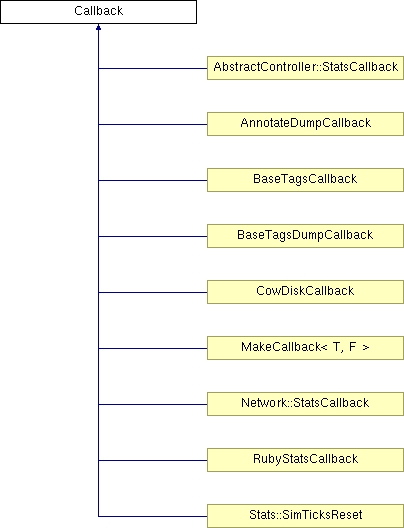 Callback
AbstractController::StatsCallback
AnnotateDumpCallback
BaseTagsCallback
BaseTagsDumpCallback
CowDiskCallback
MakeCallback< T, F >
Network::StatsCallback
RubyStatsCallback
Stats::SimTicksReset